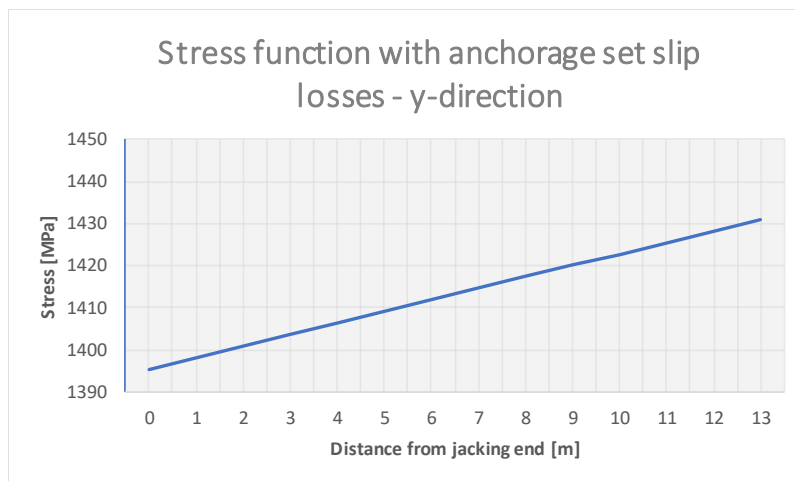 Stress function with anchorage set slip
losses - y-direction
1450
1440
1430
1420
1410
1400
1390
Stress [MPa]
0 1 2 3 4 5 6 7 8 9 10 11 12 13
Distance from jacking end [m]